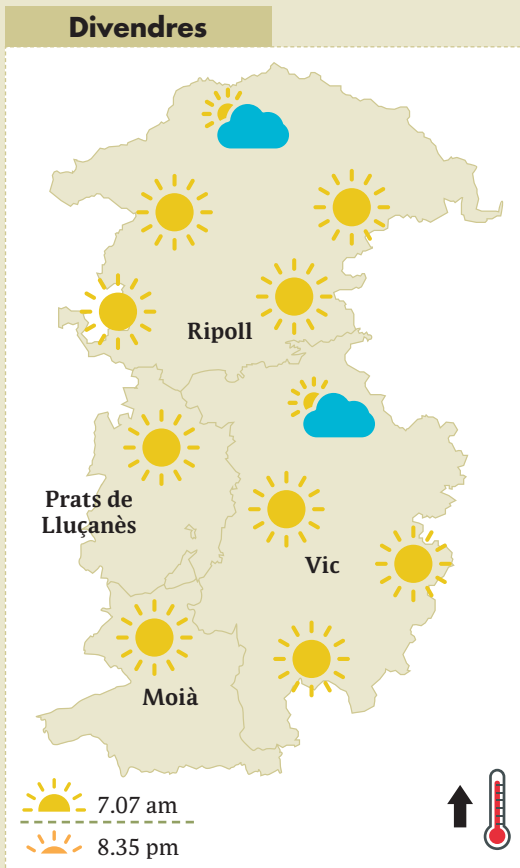 Divendres
Ripoll
Prats de
Lluçanès
Vic
Moià
7.07 am
8.35 pm